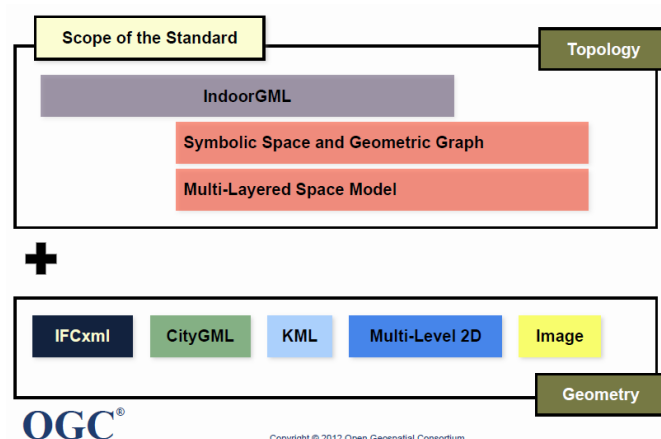 Scope of the Standard
Topology
IndoorGML
Symbolic Space and Geometric Graph
Multi-Layered Space Model
IFCxml
CityGML
KML
Multi-Level 2D
Image
Geometry
OGC®
Copyright © 2012 Open Geospatial Consortium